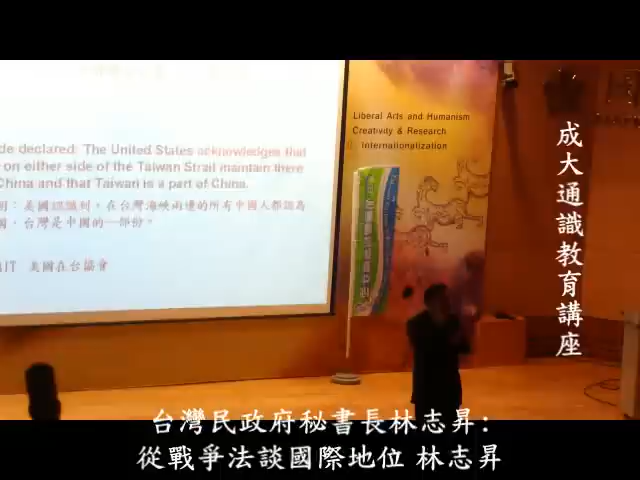 de declared: The United States acknowledges that
on either side of the Taiwan Strait maintain there
China and that Taiwan is a part of China.
明：美國認識到，在台灣海峽兩邊的所有中國人都認為
國，台灣是中國的一部份。
AIT 美國在台協會
Liberal Arts and Humanism
Creativity & Research
Internationalization
成大通識教育講座
台灣民政府秘書長林志昇：
從戰爭法談國際地位 林志昇